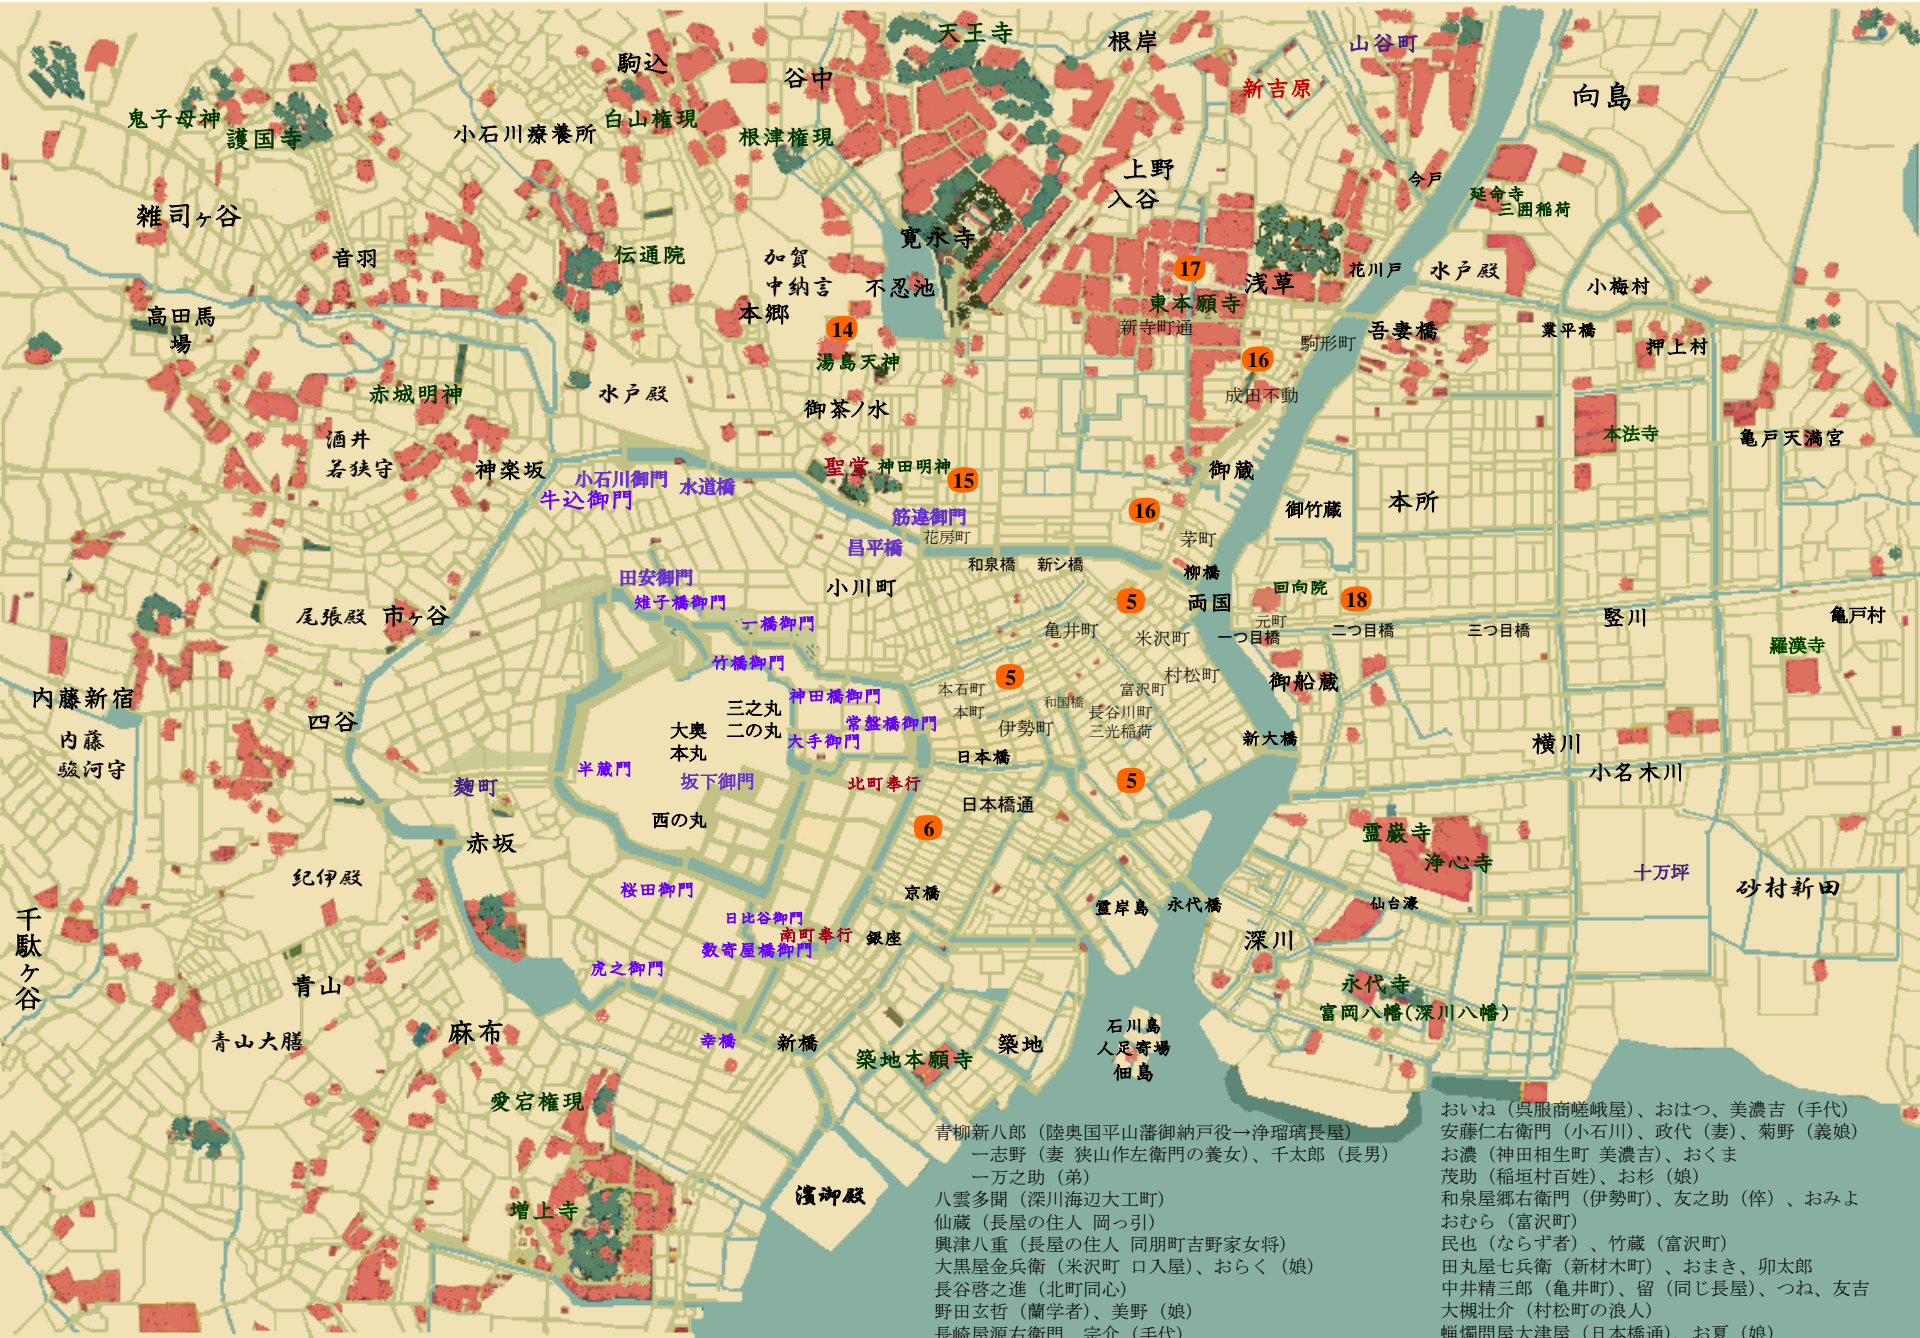 天王寺
根岸
山谷町
駒込
谷中
新吉原
向島
鬼子母神
護国寺
小石川療養所
白山権現
根津権現
上野
入谷
今戸
延命寺
三囲稲荷
雑司ヶ谷
音羽
伝通院
加賀
中納言
本郷
寛永寺
不忍池
17
浅草
花川戸
水戸殿
小梅村
東本願寺
新寺町通
高田馬
場
14
湯島天神
駒形町
吾妻橋
業平橋
押上村
16
成田不動
赤城明神
水戸殿
御茶ノ水
酒井
若狭守
神楽坂
小石川御門
牛込御門
水道橋
聖堂
神田明神
15
御蔵
本法寺
亀戸天満宮
御竹蔵
本所
16
筋違御門
花房町
昌平橋
茅町
和泉橋
新シ橋
柳橋
田安御門
雉子橋御門
小川町
5
両国
回向院
18
尾張殿
市ヶ谷
一橋御門
亀井町
米沢町
元町
一つ目橋
二つ目橋
三つ目橋
竪川
亀戸村
羅漢寺
竹橋御門
5
村松町
御船蔵
内藤新宿
内藤
駿河守
四谷
神田橋御門
本石町
富沢町
三之丸
二の丸
大奥
本丸
常盤橋御門
大手御門
本町
和国橋
長谷川町
三光稲荷
伊勢町
新大橋
横川
小名木川
日本橋
半蔵門
坂下御門
北町奉行
5
麹町
日本橋通
西の丸
6
赤坂
霊巌寺
浄心寺
十万坪
砂村新田
紀伊殿
桜田御門
京橋
霊岸島
永代橋
仙台濠
日比谷御門
南町奉行
数寄屋橋御門
銀座
深川
千駄ヶ谷
虎之御門
青山
永代寺
富岡八幡(深川八幡)
青山大膳
麻布
幸橋
新橋
築地本願寺
築地
石川島
人足寄場
佃島
愛宕権現
増上寺
濱御殿
青柳新八郎（陸奥国平山藩御納戸役→浄瑠璃長屋）
ー志野（妻 狭山作左衛門の養女）、千太郎（長男）
ー万之助（弟）
八雲多聞（深川海辺大工町）
仙蔵（長屋の住人 岡っ引）
興津八重（長屋の住人 同朋町吉野家女将）
大黒屋金兵衛（米沢町 口入屋）、おらく（娘）
長谷啓之進（北町同心）
野田玄哲（蘭学者）、美野（娘）
長崎屋源右衛門、宗介（手代）
おいね（呉服商嵯峨屋）、おはつ、美濃吉（手代）
安藤仁右衛門（小石川）、政代（妻）、菊野（義娘）
お濃（神田相生町 美濃吉）、おくま
茂助（稲垣村百姓）、お杉（娘）
和泉屋郷右衛門（伊勢町）、友之助（倅）、おみよ
おむら（富沢町）
民也（ならず者）、竹蔵（富沢町）
田丸屋七兵衛（新材木町）、おまき、卯太郎
中井精三郎（亀井町）、留（同じ長屋）、つね、友吉
大槻壮介（村松町の浪人）
蝋燭問屋大津屋（日本橋通）、お夏（娘）